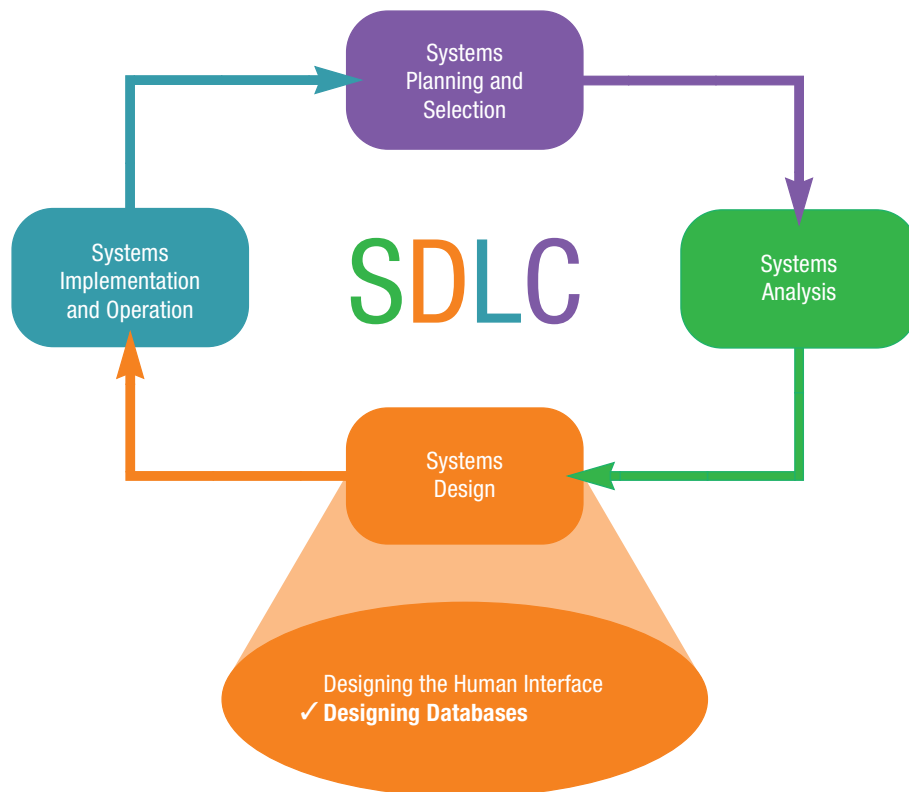 Systems
Planning and
Selection
Systems
Implementation
and Operation
SDLC
Systems
Analysis
Systems
Design
Designing the Human Interface
✓ Designing Databases